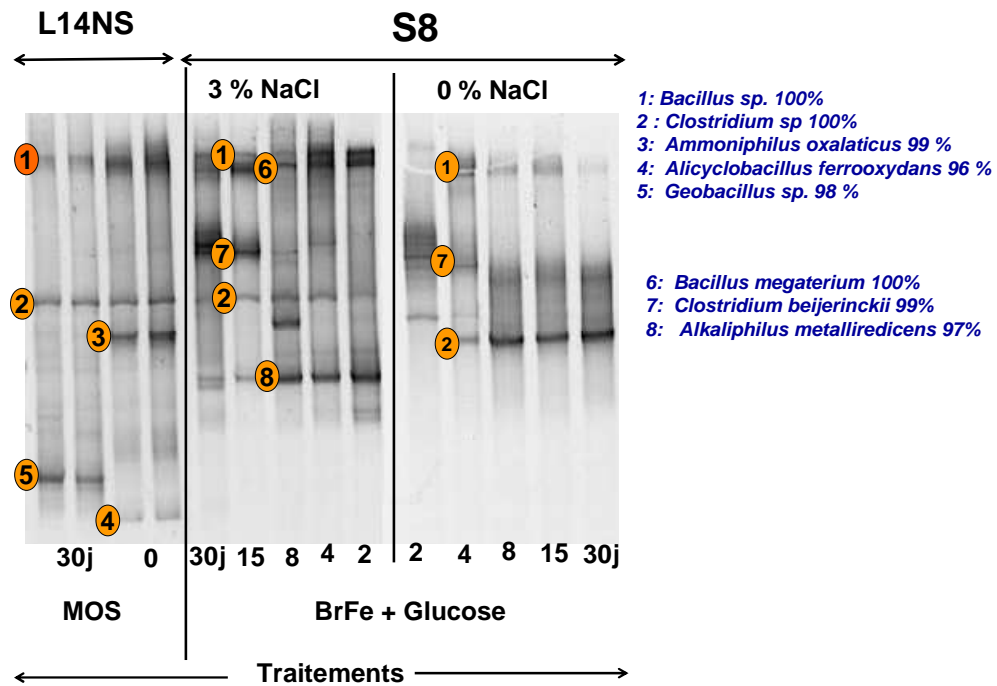 L14NS
S8
3 % NaCl
0 % NaCl
1: Bacillus sp. 100%
2 : Clostridium sp 100%
3: Ammoniphilus oxalaticus 99 %
4: Alicyclobacillus ferrooxydans 96 %
5: Geobacillus sp. 98 %
6: Bacillus megaterium 100%
7: Clostridium beijerinckii 99%
8: Alkaliphilus metalliredicens 97%
1
1
6
1
7
7
2
2
3
2
8
5
4
30j 0 30j 15 8 4 2 2 4 8 15 30j
MOS
BrFe + Glucose
Traitements